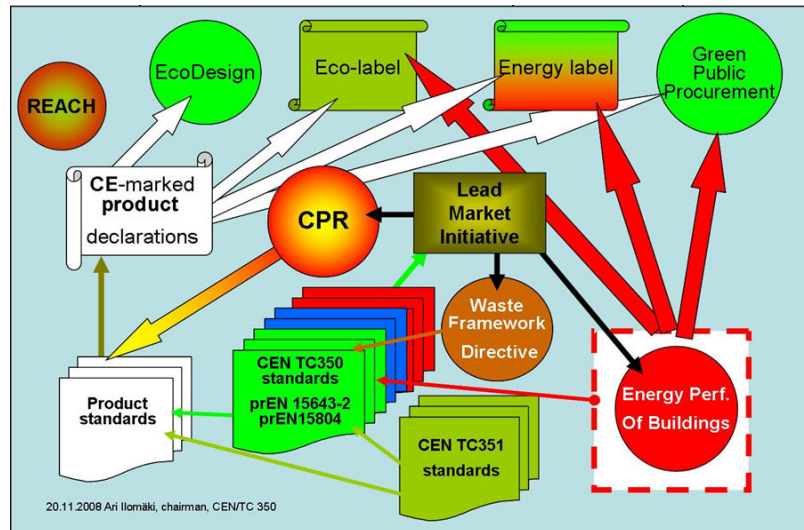 EcoDesign
Eco-label
Energy label
Green
Public
Procurement
REACH
CE-marked
product
declarations
CPR
Lead
Market
Initiative
Waste
Framework
Directive
CEN TC350
standards
prEN 15643-2
prEN15804
Product
standards
CEN TC351
standards
Energy Perf.
Of Buildings
20.11.2008 Ari Ilomäki, chairman, CEN/TC 350